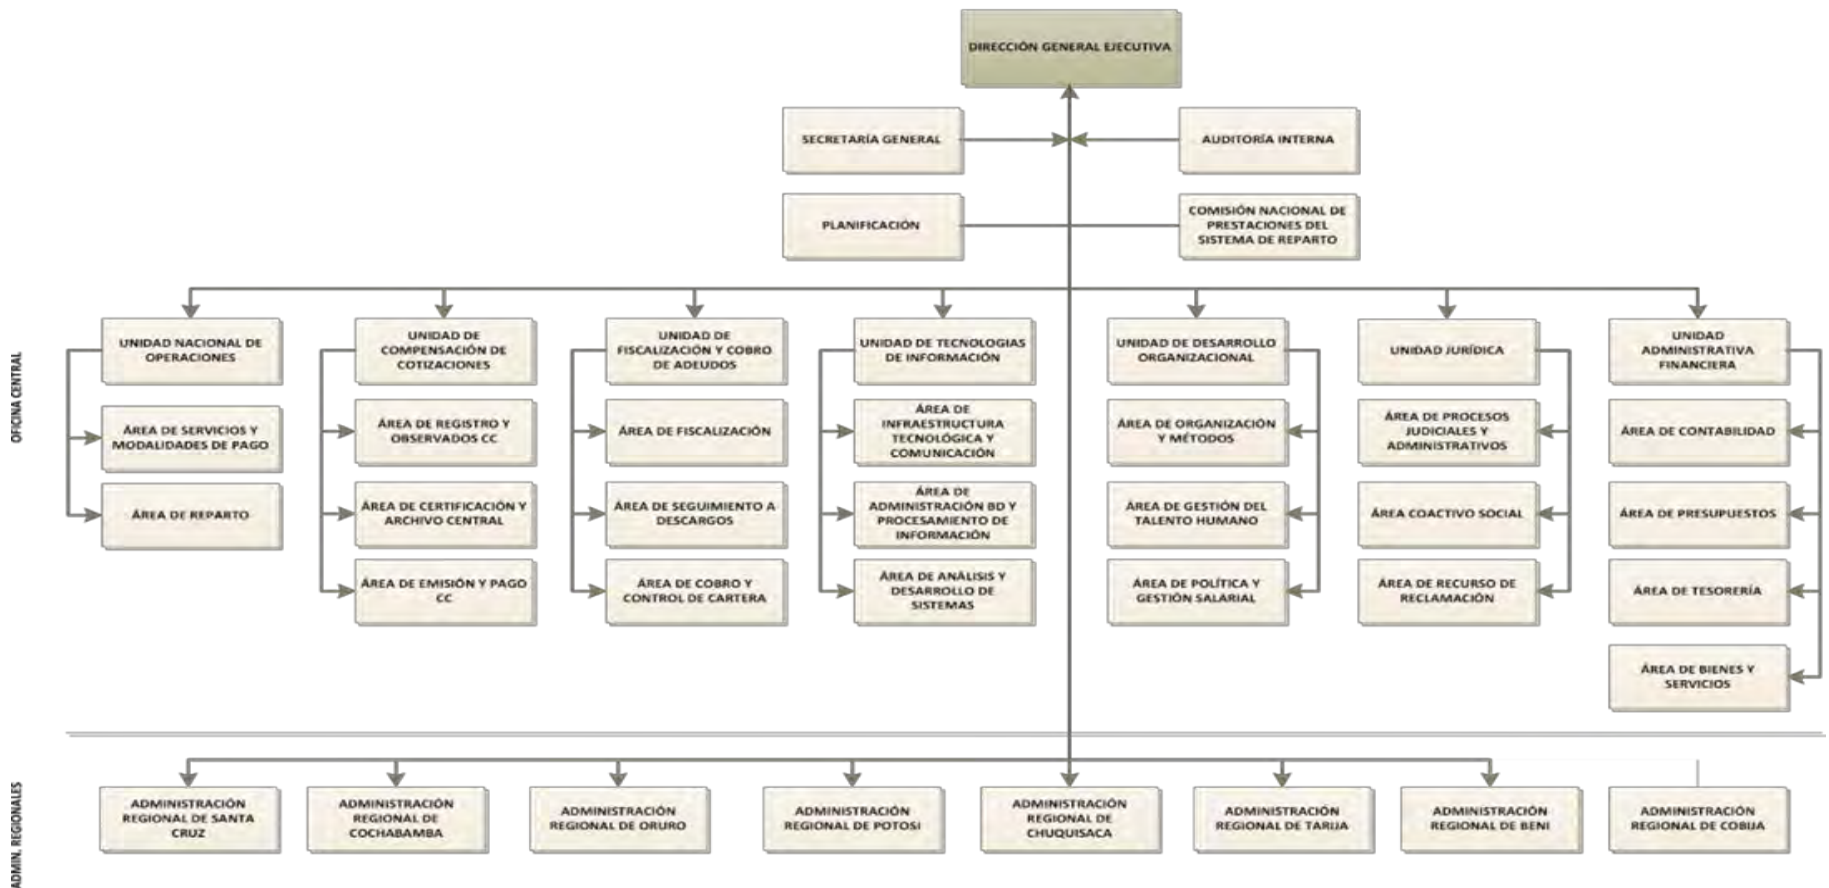 DIRECCIÓN GENERAL EJECUTIVA
SECRETARÍA GENERAL
AUDITORÍA INTERNA
PLANIFICACIÓN
COMISIÓN NACIONAL DE
PRESTACIONES DEL
SISTEMA DE REPARTO
OFICINA CENTRAL
UNIDAD NACIONAL DE
OPERACIONES
ÁREA DE SERVICIOS Y
MODALIDADES DE PAGO
ÁREA DE REPARTO
UNIDAD DE
COMPENSACIÓN DE
COTIZACIONES
ÁREA DE REGISTRO Y
OBSERVADOS CC
ÁREA DE CERTIFICACIÓN Y
ARCHIVO CENTRAL
ÁREA DE EMISIÓN Y PAGO
CC
UNIDAD DE
FISCALIZACIÓN Y COBRO
DE ADEUDOS
ÁREA DE FISCALIZACIÓN
ÁREA DE SEGUIMIENTO A
DESCARGOS
ÁREA DE COBRO Y
CONTROL DE CARTERA
UNIDAD DE TECNOLOGIAS
DE INFORMACIÓN
ÁREA DE
INFRAESTRUCTURA
TECNOLÓGICA Y
COMUNICACIÓN
ÁREA DE
ADMINISTRACIÓN BD Y
PROCESAMIENTO DE
INFORMACIÓN
ÁREA DE ANÁLISIS Y
DESARROLLO DE
SISTEMAS
UNIDAD DE DESARROLLO
ORGANIZACIONAL
ÁREA DE ORGANIZACIÓN
Y MÉTODOS
ÁREA DE GESTIÓN DEL
TALENTO HUMANO
ÁREA DE POLÍTICA Y
GESTIÓN SALARIAL
UNIDAD JURÍDICA
ÁREA DE PROCESOS
JUDICIALES Y
ADMINISTRATIVOS
ÁREA COACTIVO SOCIAL
ÁREA DE RECURSO DE
RECLAMACIÓN
UNIDAD
ADMINISTRATIVA
FINANCIERA
ÁREA DE CONTABILIDAD
ÁREA DE PRESUPUESTOS
ÁREA DE TESORERÍA
ÁREA DE BIENES Y
SERVICIOS
ADMIN. REGIONALES
ADMINISTRACIÓN
REGIONAL DE SANTA
CRUZ
ADMINISTRACIÓN
REGIONAL DE
COCHABAMBA
ADMINISTRACIÓN
REGIONAL DE ORURO
ADMINISTRACIÓN
REGIONAL DE POTOSI
ADMINISTRACIÓN
REGIONAL DE
CHUQUISACA
ADMINISTRACIÓN
REGIONAL DE TARIJA
ADMINISTRACIÓN
REGIONAL DE BENI
ADMINISTRACIÓN
REGIONAL DE COBIJA